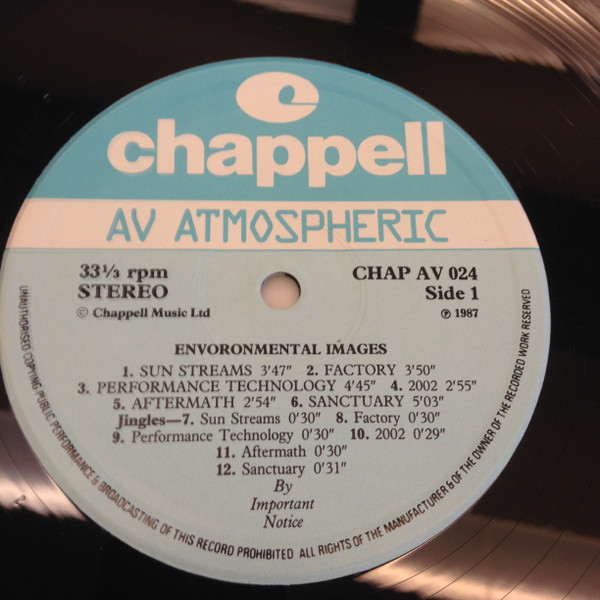 chappell
AV ATMOSPHERIC
33⅓ rpm
STEREO
© Chappell Music Ltd
CHAP AV 024
Side 1
℗ 1987
ENVORONMENTAL IMAGES
1. SUN STREAMS 3'47" 2. FACTORY 3'50"
3. PERFORMANCE TECHNOLOGY 4'45" 4. 2002 2'55"
5. AFTERMATH 2'54" 6. SANCTUARY 5'03"
Jingles—7. Sun Streams 0'30" 8. Factory 0'30"
9. Performance Technology 0'30" 10. 2002 0'29"
11. Aftermath 0'30"
12. Sanctuary 0'31"
By
Important
Notice
UNAUTHORISED COPYING PUBLIC PERFORMANCE & BROADCASTING OF THIS RECORD PROHIBITED ALL RIGHTS OF THE MANUFACTURER & OF THE OWNER OF THE RECORDED WORK RESERVED